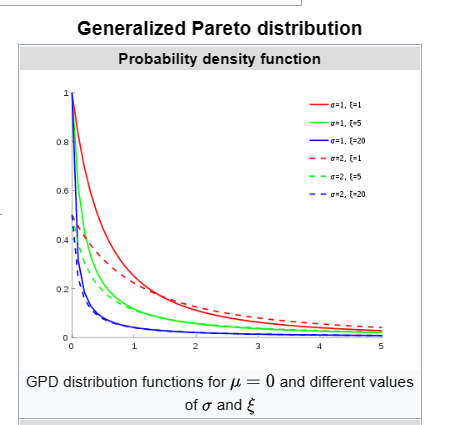 Generalized Pareto distribution
Probability density function
1
0.8
0.6
0.4
0.2
0
0 1 2 3 4 5
σ=1, ξ=1
σ=1, ξ=5
σ=1, ξ=20
σ=2, ξ=1
σ=2, ξ=5
σ=2, ξ=20
GPD distribution functions for μ = 0 and different values
of σ and ξ